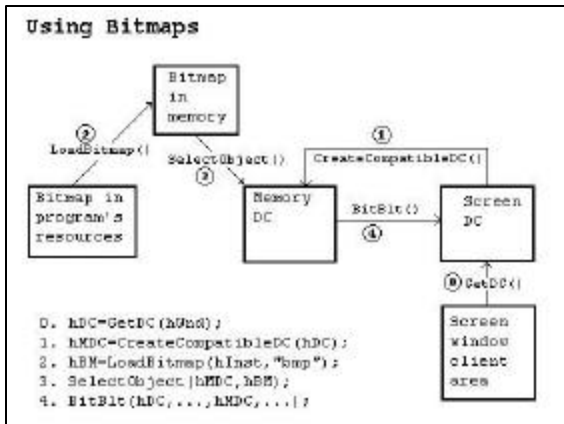 Using Bitmaps
Bitmap
in
memory
②
LoadBitmap()
①
SelectObject()
③
CreateCompatibleDC()
Bitmap in
program's
resources
Memory
DC
BitBlt()
④
Screen
DC
⓪ GetDC()
Screen
window
client
area
0. hDC=GetDC(hWnd);
1. hMDC=CreateCompatibleDC(hDC);
2. hBM=LoadBitmap(hInst,"bmp");
3. SelectObject(hMDC,hBM);
4. BitBlt(hDC,...,hMDC,...);